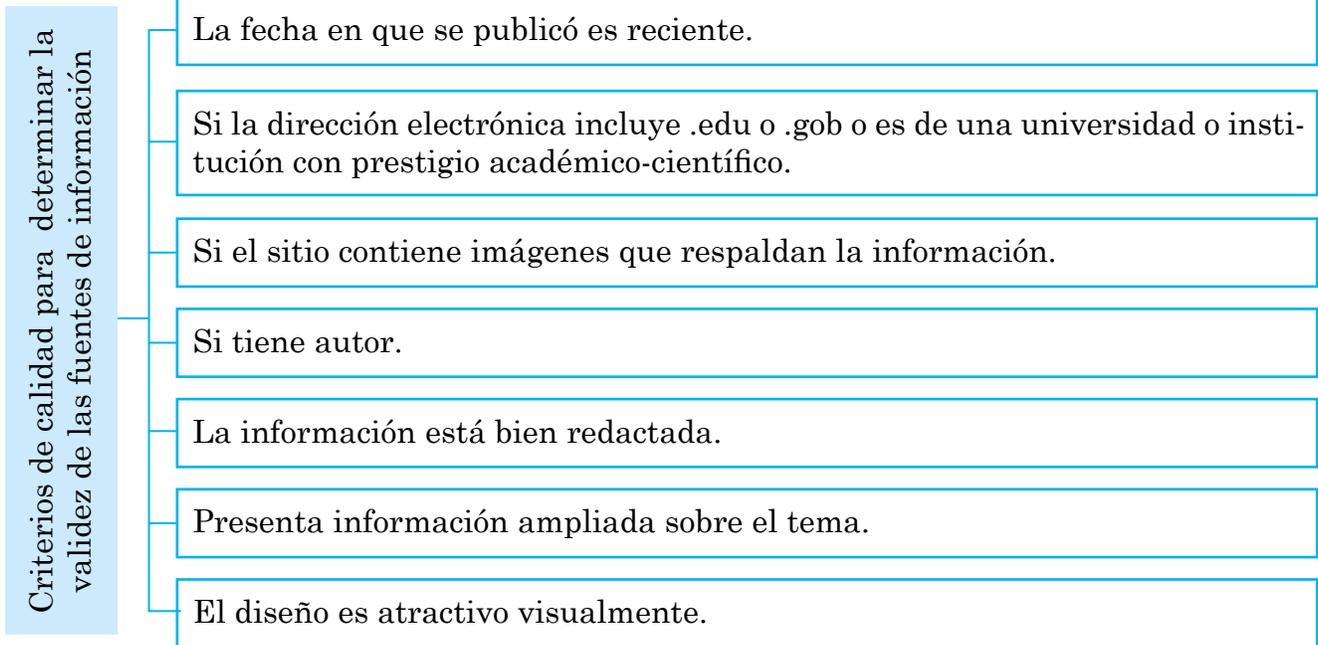 Criterios de calidad para determinar la
validez de las fuentes de información
La fecha en que se publicó es reciente.
Si la dirección electrónica incluye .edu o .gob o es de una universidad o insti-
tución con prestigio académico-científico.
Si el sitio contiene imágenes que respaldan la información.
Si tiene autor.
La información está bien redactada.
Presenta información ampliada sobre el tema.
El diseño es atractivo visualmente.